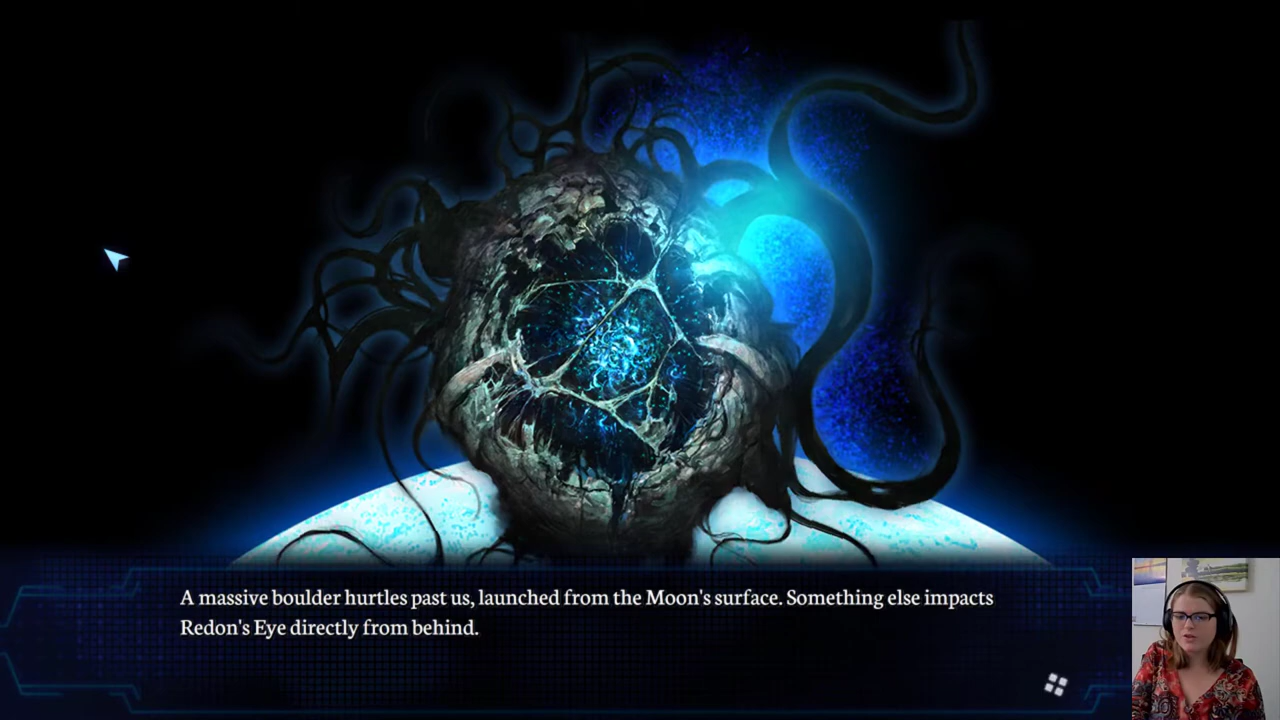 A massive boulder hurtles past us, launched from the Moon's surface. Something else impacts
Redon's Eye directly from behind.